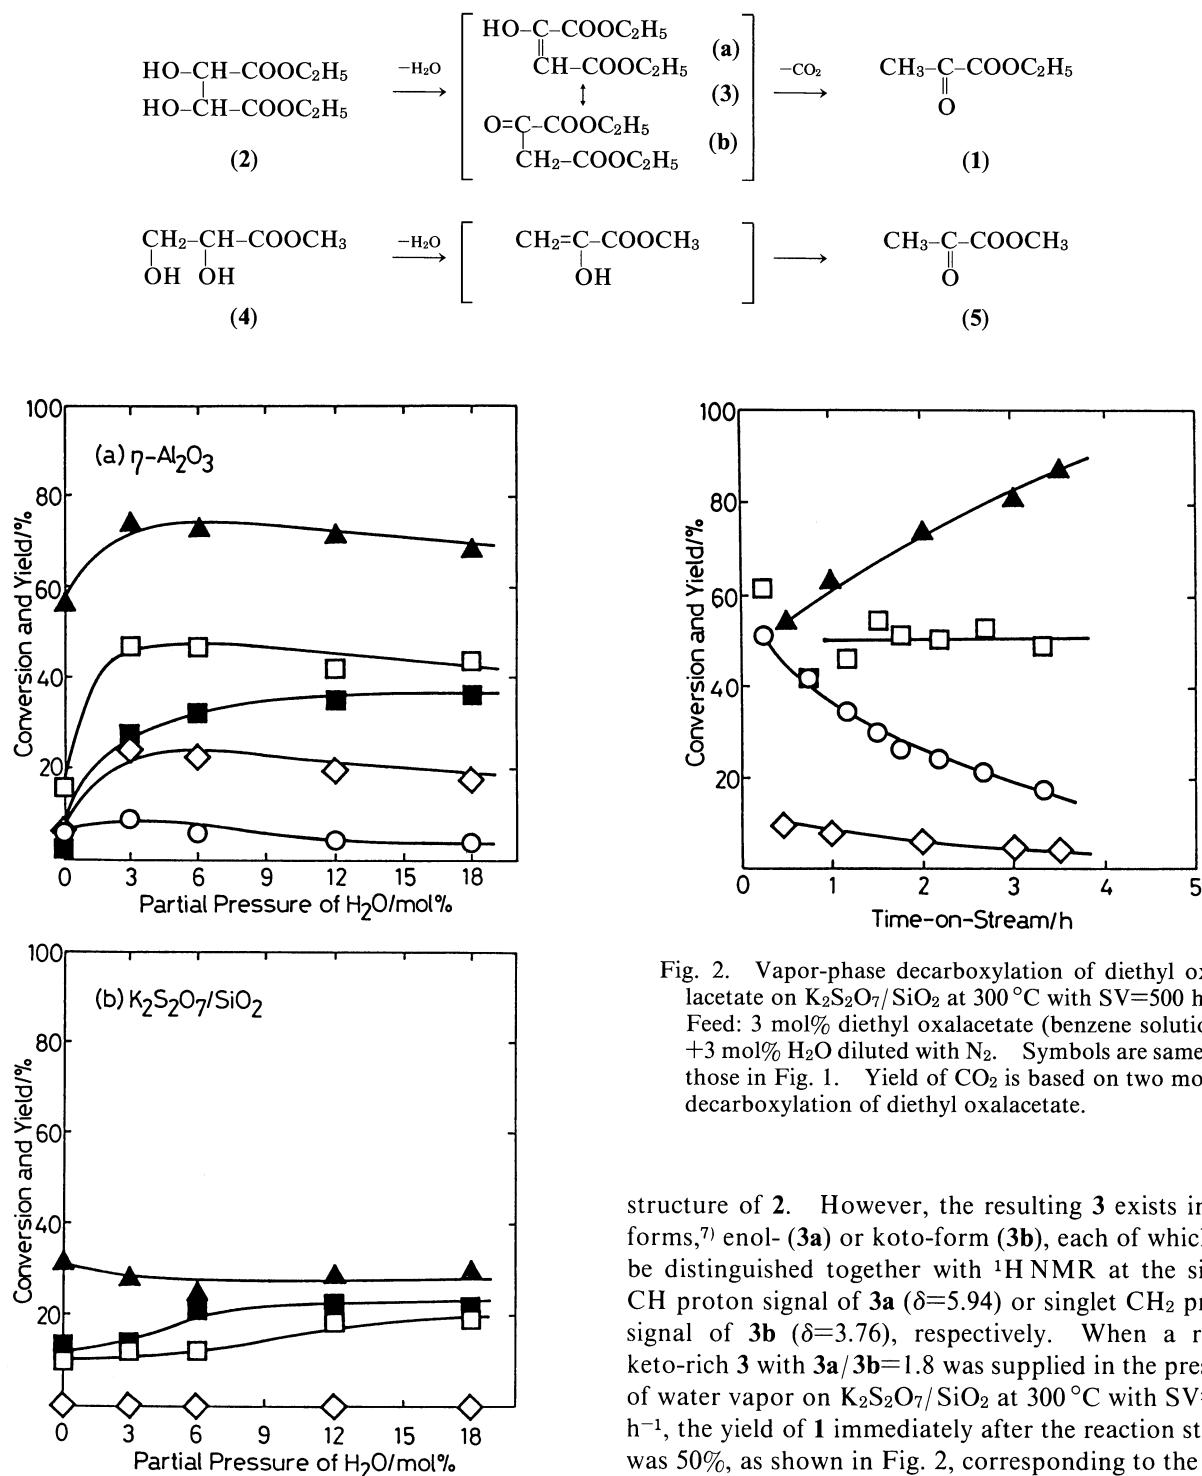 HO–C–COOC2H5
(a)
HO–CH–COOC2H5
–H2O
CH–COOC2H5
–CO2
CH3–C–COOC2H5
HO–CH–COOC2H5
(3)
O
O=C–COOC2H5
(b)
(2)
CH2–COOC2H5
(1)
CH2–CH–COOCH3
–H2O
CH2=C–COOCH3
CH3–C–COOCH3
OH OH
OH
O
(4)
(5)
100
80
60
40
20
Conversion and Yield/%
(a) η–Al2O3
0 3 6 9 12 15 18
Partial Pressure of H2O/mol%
100
80
60
40
20
Conversion and Yield/%
(b) K2S2O7/SiO2
0 3 6 9 12 15 18
Partial Pressure of H2O/mol%
100
80
60
40
20
Conversion and Yield/%
0 1 2 3 4 5
Time-on-Stream/h
Fig. 2. Vapor-phase decarboxylation of diethyl ox
lacetate on K2S2O7/SiO2 at 300 °C with SV=500 h
Feed: 3 mol% diethyl oxalacetate (benzene solutio
+3 mol% H2O diluted with N2. Symbols are same
those in Fig. 1. Yield of CO2 is based on two mo
decarboxylation of diethyl oxalacetate.
structure of 2. However, the resulting 3 exists in
forms,7) enol- (3a) or koto-form (3b), each of which
be distinguished together with 1H NMR at the si
CH proton signal of 3a (δ=5.94) or singlet CH2 pr
signal of 3b (δ=3.76), respectively. When a r
keto-rich 3 with 3a/3b=1.8 was supplied in the pres
of water vapor on K2S2O7/SiO2 at 300 °C with SV=
h–1, the yield of 1 immediately after the reaction st
was 50%, as shown in Fig. 2, corresponding to the